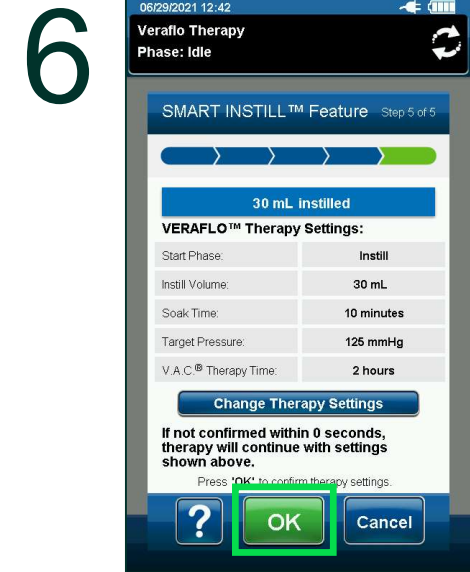 6
06/29/2021 12:42
Veraflo Therapy
Phase: Idle
SMART INSTILL™ Feature Step 5 of 5
30 mL instilled
VERAFLO™ Therapy Settings:
Start Phase: Instill
Instill Volume: 30 mL
Soak Time: 10 minutes
Target Pressure: 125 mmHg
V.A.C.® Therapy Time: 2 hours
Change Therapy Settings
If not confirmed within 0 seconds,
therapy will continue with settings
shown above.
Press 'OK' to confirm therapy settings.
? OK Cancel